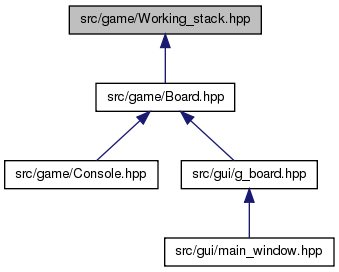 src/game/Working_stack.hpp
src/game/Board.hpp
src/game/Console.hpp
src/gui/g_board.hpp
src/gui/main_window.hpp